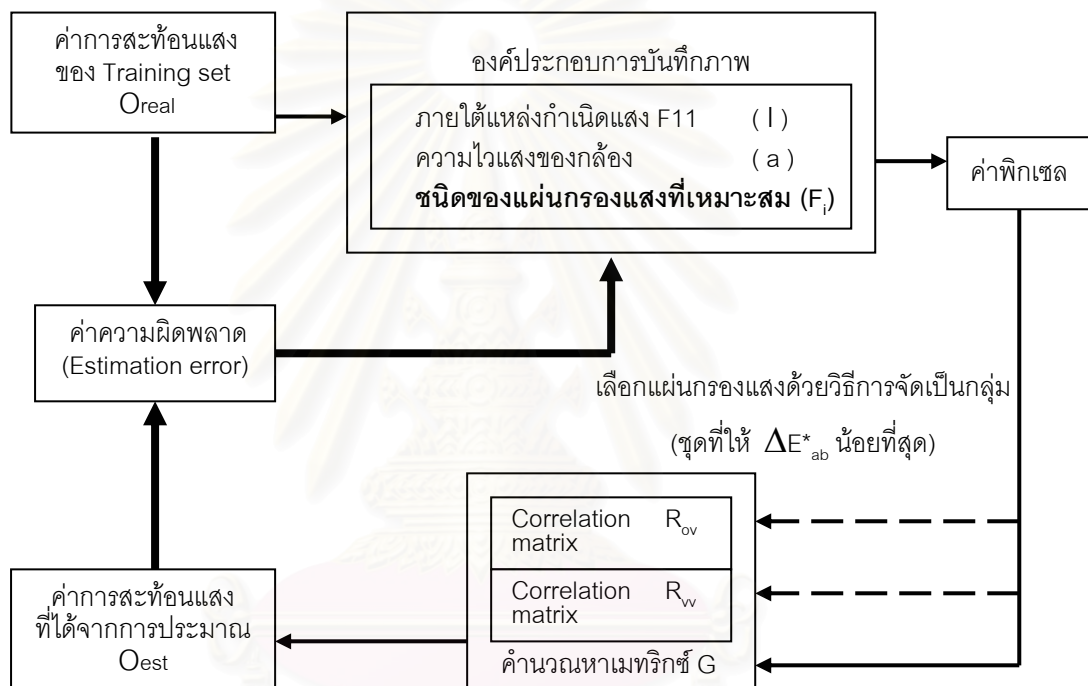 ค่าการสะท้อนแสง
ของ Training set
Oreal
องค์ประกอบการบันทึกภาพ
ภายใต้แหล่งกำเนิดแสง F11 ( l )
ความไวแสงของกล้อง ( a )
ชนิดของแผ่นกรองแสงที่เหมาะสม (Fi)
ค่าพิกเซล
ค่าความผิดพลาด
(Estimation error)
เลือกแผ่นกรองแสงด้วยวิธีการจัดเป็นกลุ่ม
(ชุดที่ให้ ΔE*ab น้อยที่สุด)
Correlation Rov
matrix
Correlation Rvv
matrix
คำนวณหาเมทริกซ์ G
ค่าการสะท้อนแสง
ที่ได้จากการประมาณ
Oest